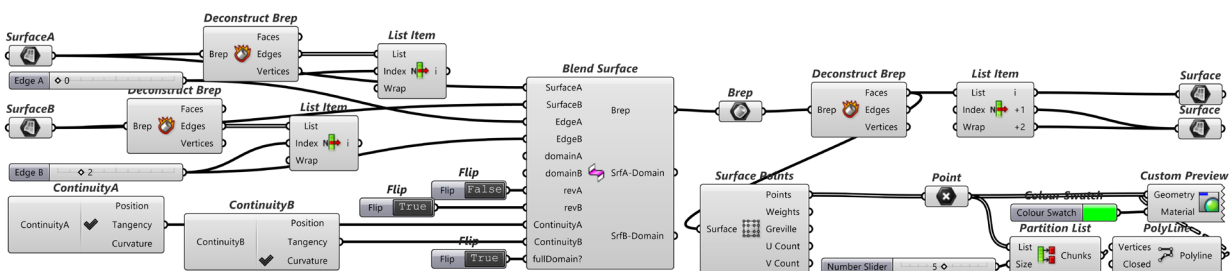 SurfaceA
Edge A
0
Deconstruct Brep
Brep
Faces
Edges
Vertices
List Item
List
Index
Wrap
N
i
SurfaceB
Edge B
2
Deconstruct Brep
Brep
Faces
Edges
Vertices
List Item
List
Index
Wrap
N
i
ContinuityA
ContinuityA
Position
Tangency
Curvature
ContinuityB
ContinuityB
Position
Tangency
Curvature
Flip
Flip
True
Flip
Flip
False
Flip
Flip
True
Blend Surface
SurfaceA
SurfaceB
EdgeA
EdgeB
domainA
domainB
revA
revB
ContinuityA
ContinuityB
fullDomain?
Brep
SrfA-Domain
SrfB-Domain
Brep
Deconstruct Brep
Brep
Faces
Edges
Vertices
List Item
List
Index
Wrap
N
i
+1
+2
Surface
Surface
Surface Points
Surface
Points
Weights
Greville
U Count
V Count
Point
Colour Swatch
Colour Swatch
Custom Preview
Geometry
Material
Partition List
List
Size
Chunks
PolyLine
Vertices
Closed
Polyline
Number Slider
5